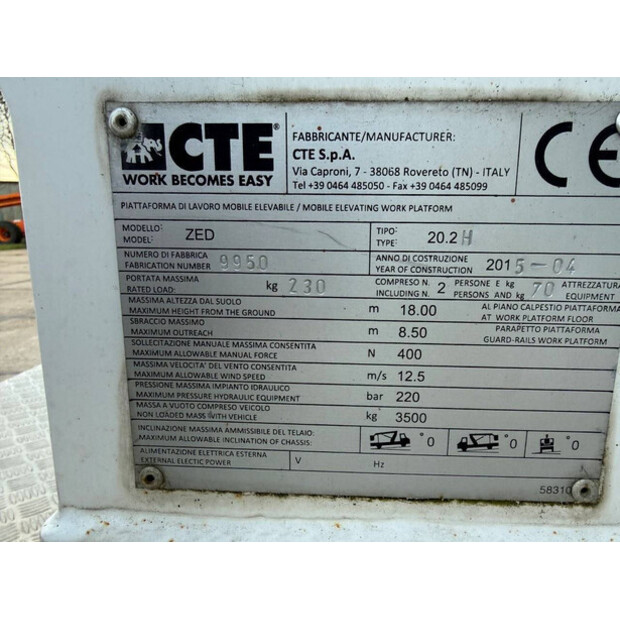 CTE®
WORK BECOMES EASY
FABBRICANTE/MANUFACTURER:
CTE S.p.A.
Via Caproni, 7 - 38068 Rovereto (TN) - ITALY
Tel +39 0464 485050 - Fax +39 0464 485099
CE
PIATTAFORMA DI LAVORO MOBILE ELEVABILE / MOBILE ELEVATING WORK PLATFORM
MODELLO: MODEL: ZED
TIPO: TYPE: 20.2 H
NUMERO DI FABBRICA
FABRICATION NUMBER 9950
ANNO DI COSTRUZIONE
YEAR OF CONSTRUCTION 2015-04
PORTATA MASSIMA
RATED LOAD: kg 230
COMPRESO N. 2 PERSONE E kg 70 ATTREZZATURA
INCLUDING N. PERSONS AND kg EQUIPMENT
MASSIMA ALTEZZA DAL SUOLO
MAXIMUM HEIGHT FROM THE GROUND m 18.00
AL PIANO CALPESTIO PIATTAFORMA
AT WORK PLATFORM FLOOR
SBRACCIO MASSIMO
MAXIMUM OUTREACH m 8.50
PARAPETTO PIATTAFORMA
GUARD-RAILS WORK PLATFORM
SOLLECITAZIONE MANUALE MASSIMA CONSENTITA
MAXIMUM ALLOWABLE MANUAL FORCE N 400
MASSIMA VELOCITA' DEL VENTO CONSENTITA
MAXIMUM ALLOWABLE WIND SPEED m/s 12.5
PRESSIONE MASSIMA IMPIANTO IDRAULICO
MAXIMUM PRESSURE HYDRAULIC EQUIPMENT bar 220
MASSA A VUOTO COMPRESO VEICOLO
NON LOADED MASS WITH VEHICLE kg 3500
INCLINAZIONE MASSIMA AMMISSIBILE DEL TELAIO:
MAXIMUM ALLOWABLE INCLINATION OF CHASSIS: °0 °0 °0
ALIMENTAZIONE ELETTRICA ESTERNA
EXTERNAL ELECTIC POWER V Hz
58310